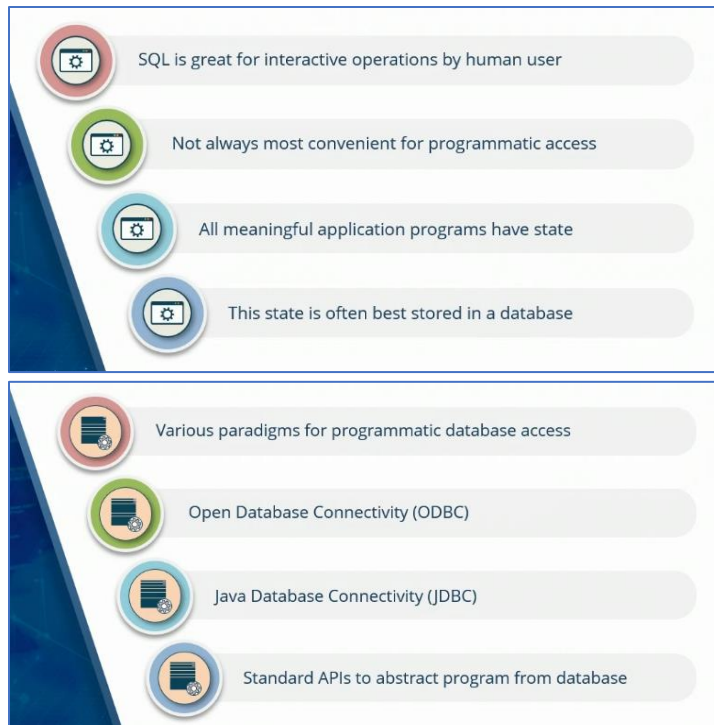 SQL is great for interactive operations by human user
Not always most convenient for programmatic access
All meaningful application programs have state
This state is often best stored in a database
Various paradigms for programmatic database access
Open Database Connectivity (ODBC)
Java Database Connectivity (JDBC)
Standard APIs to abstract program from database